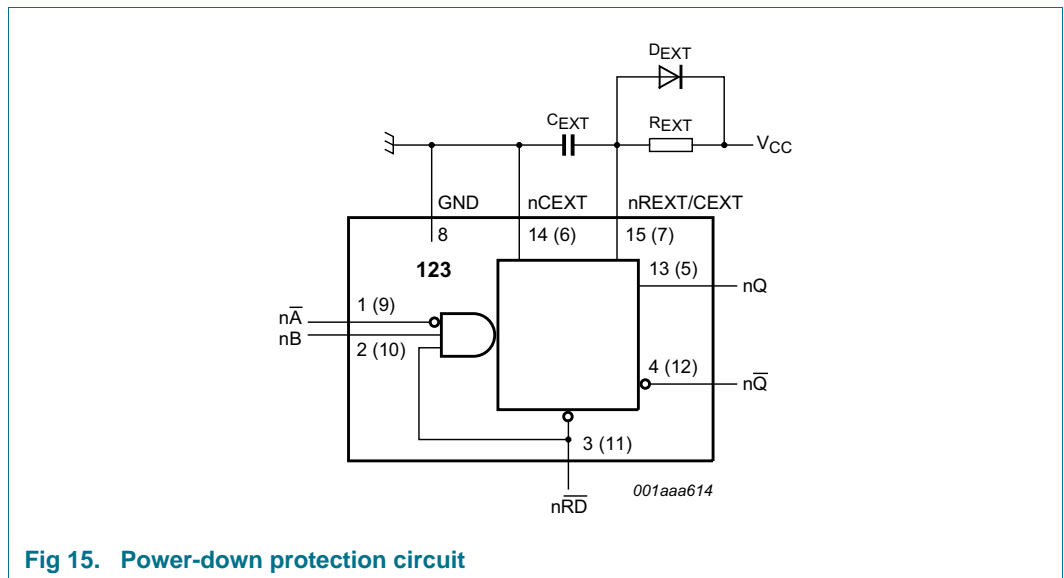 DEXT
CEXT
REXT
VCC
GND
nCEXT
nREXT/CEXT
8
14 (6)
15 (7)
123
13 (5)
nQ
1 (9)
nA̅
nB
2 (10)
4 (12)
nQ̅
3 (11)
001aaa614
nR̅D̅
Fig 15. Power-down protection circuit